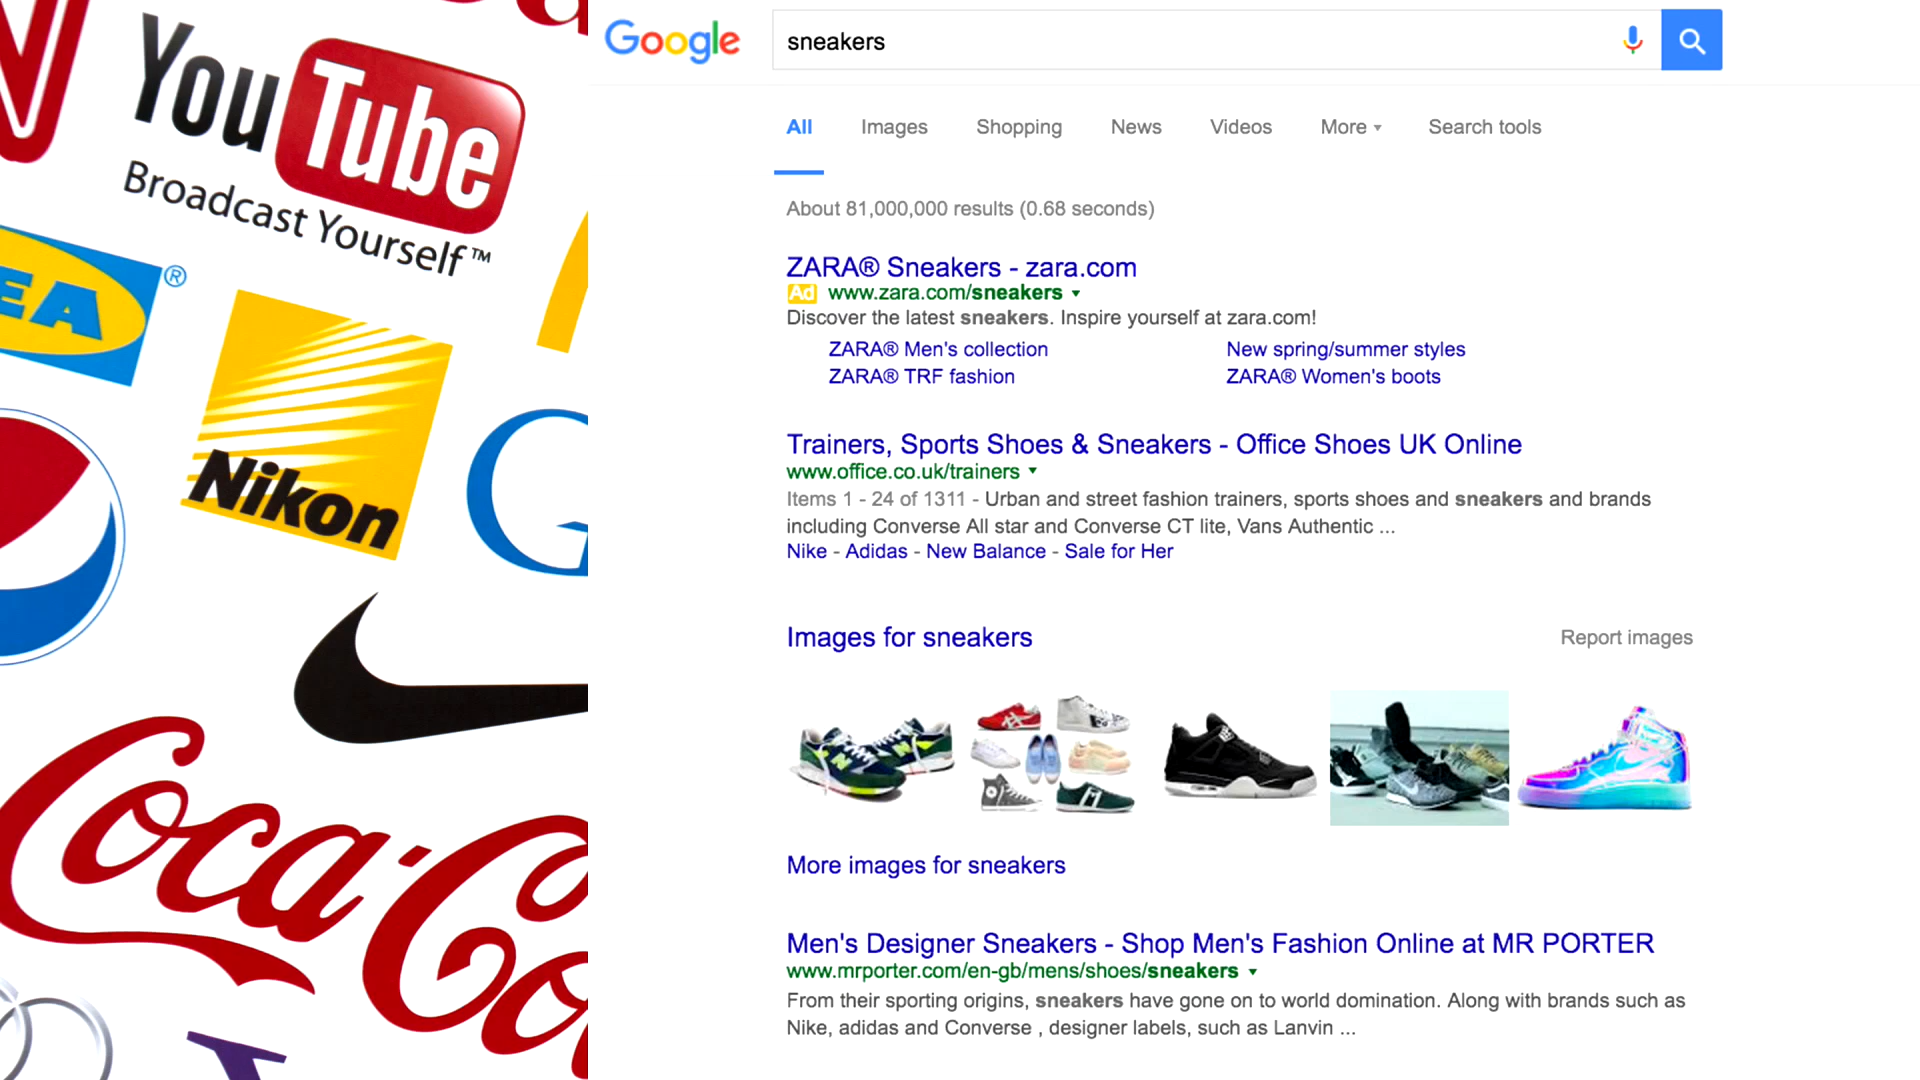 You Tube
Broadcast Yourself™
EA®
Nikon
Coca-Co
Google
sneakers
All Images Shopping News Videos More Search tools
About 81,000,000 results (0.68 seconds)
ZARA® Sneakers - zara.com
Ad www.zara.com/sneakers
Discover the latest sneakers. Inspire yourself at zara.com!
ZARA® Men's collection New spring/summer styles
ZARA® TRF fashion ZARA® Women's boots
Trainers, Sports Shoes & Sneakers - Office Shoes UK Online
www.office.co.uk/trainers
Items 1 - 24 of 1311 - Urban and street fashion trainers, sports shoes and sneakers and brands
including Converse All star and Converse CT lite, Vans Authentic ...
Nike - Adidas - New Balance - Sale for Her
Images for sneakers Report images
More images for sneakers
Men's Designer Sneakers - Shop Men's Fashion Online at MR PORTER
www.mrporter.com/en-gb/mens/shoes/sneakers
From their sporting origins, sneakers have gone on to world domination. Along with brands such as
Nike, adidas and Converse , designer labels, such as Lanvin ...